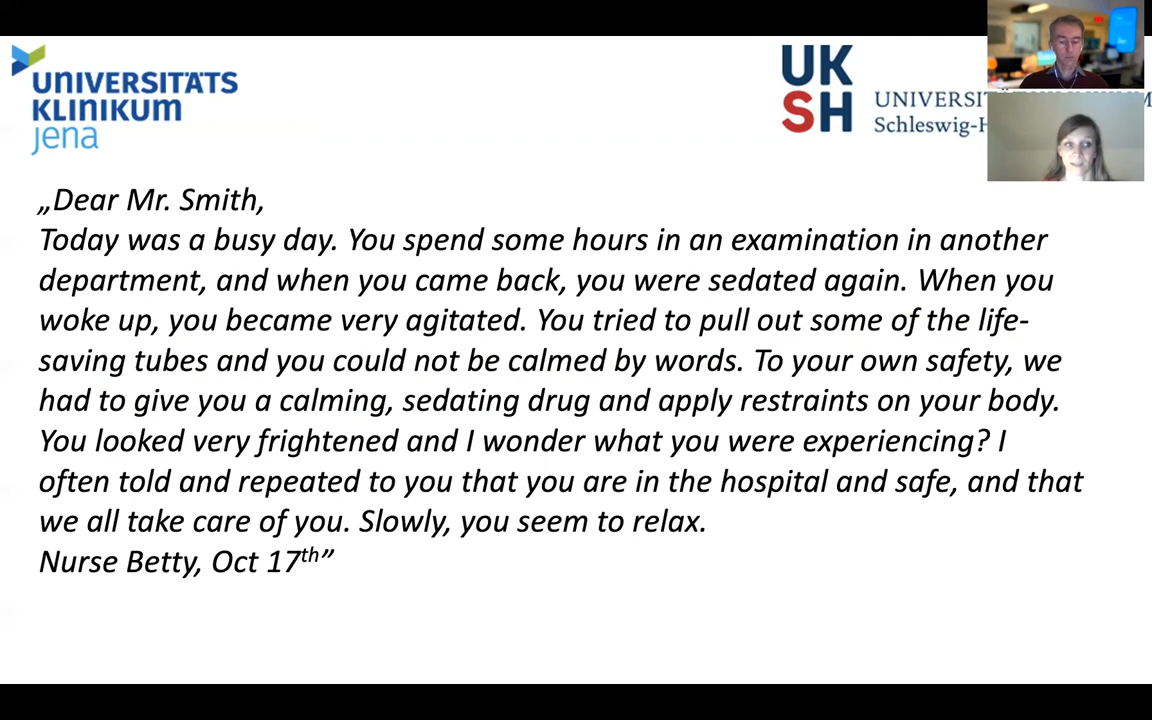 UNIVERSITÄTS
KLINIKUM
jena
UK
SH
Schleswig-H
„Dear Mr. Smith,
Today was a busy day. You spend some hours in an examination in another
department, and when you came back, you were sedated again. When you
woke up, you became very agitated. You tried to pull out some of the life-
saving tubes and you could not be calmed by words. To your own safety, we
had to give you a calming, sedating drug and apply restraints on your body.
You looked very frightened and I wonder what you were experiencing? I
often told and repeated to you that you are in the hospital and safe, and that
we all take care of you. Slowly, you seem to relax.
Nurse Betty, Oct 17th”